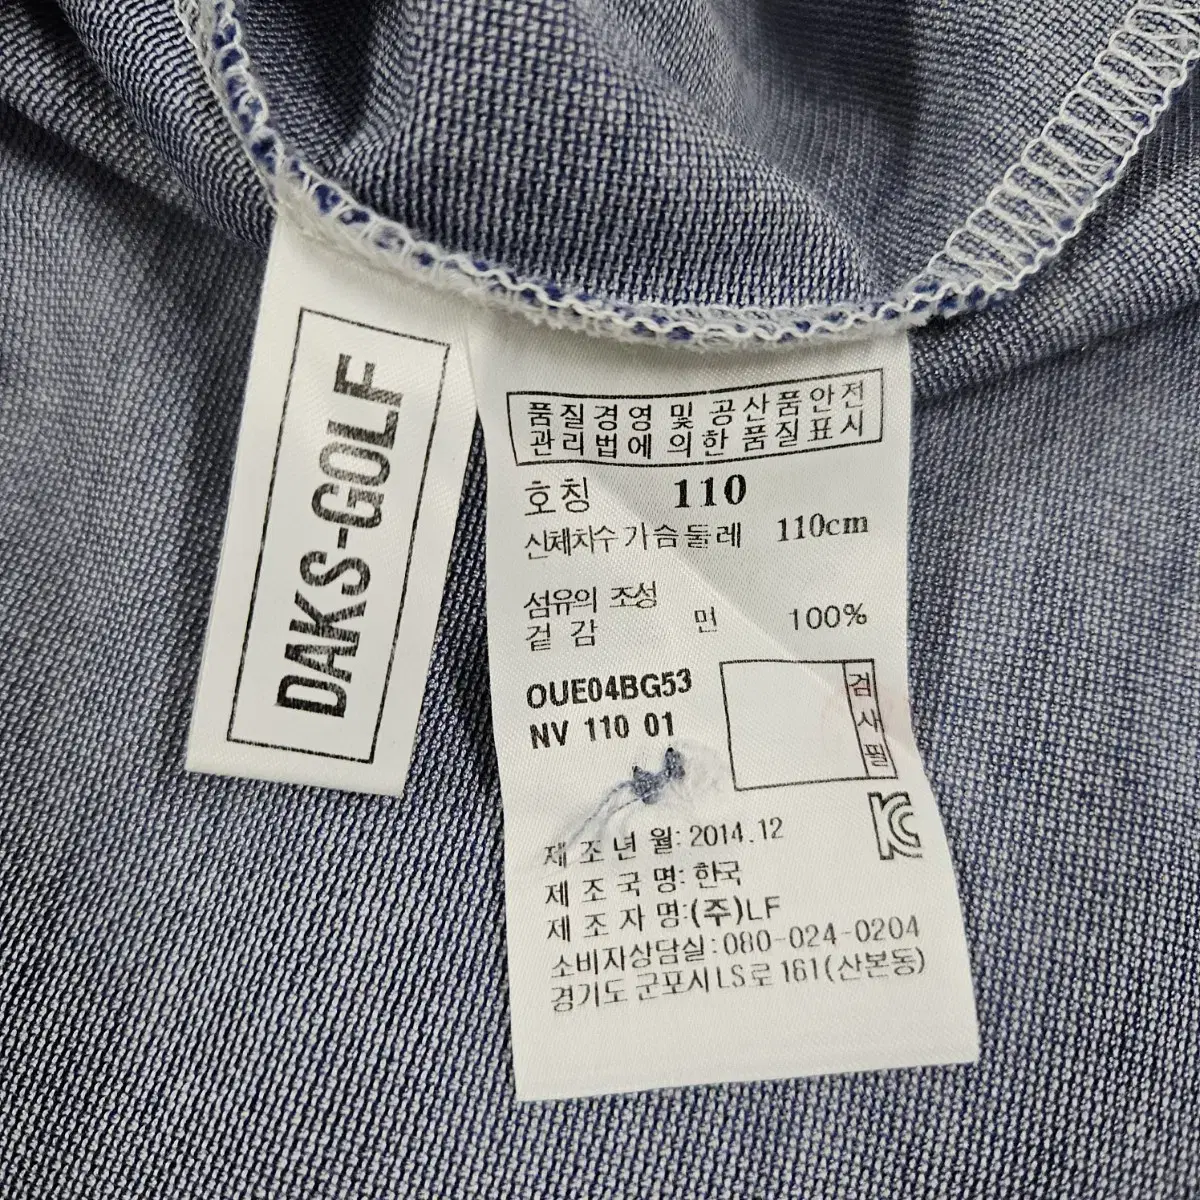 DAKS-GOLF
품질경영 및 공산품안전
관리법에 의한 품질표시
호칭 110
신체치수 가슴둘레 110cm
섬유의 조성
겉감 면 100%
OUE04BG53
NV 110 01
검사필
제조년월: 2014.12
제조국명: 한국
제조자명:(주)LF
소비자상담실:080-024-0204
경기도 군포시LS로 161(산본동)